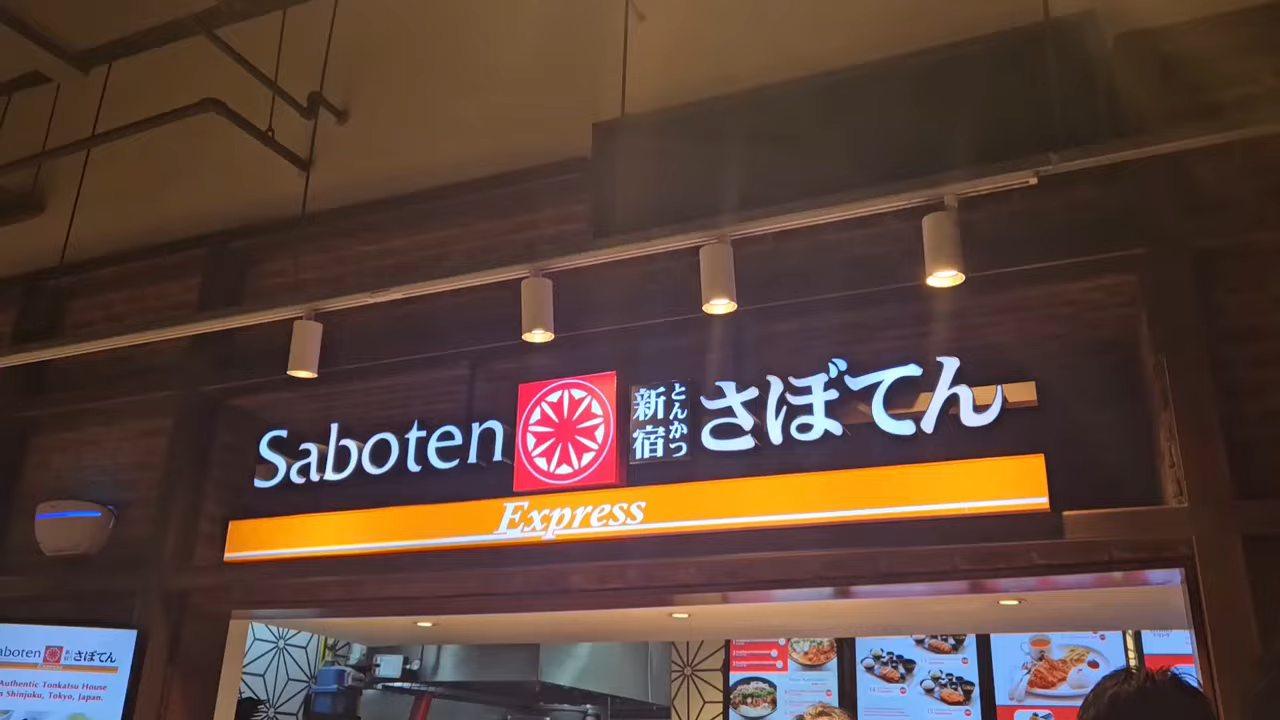 Saboten
新宿
とんかつ
さぼてん
Express
aboten
さぼてん
Authentic Tonkatsu House
Shinjuku, Tokyo, Japan.